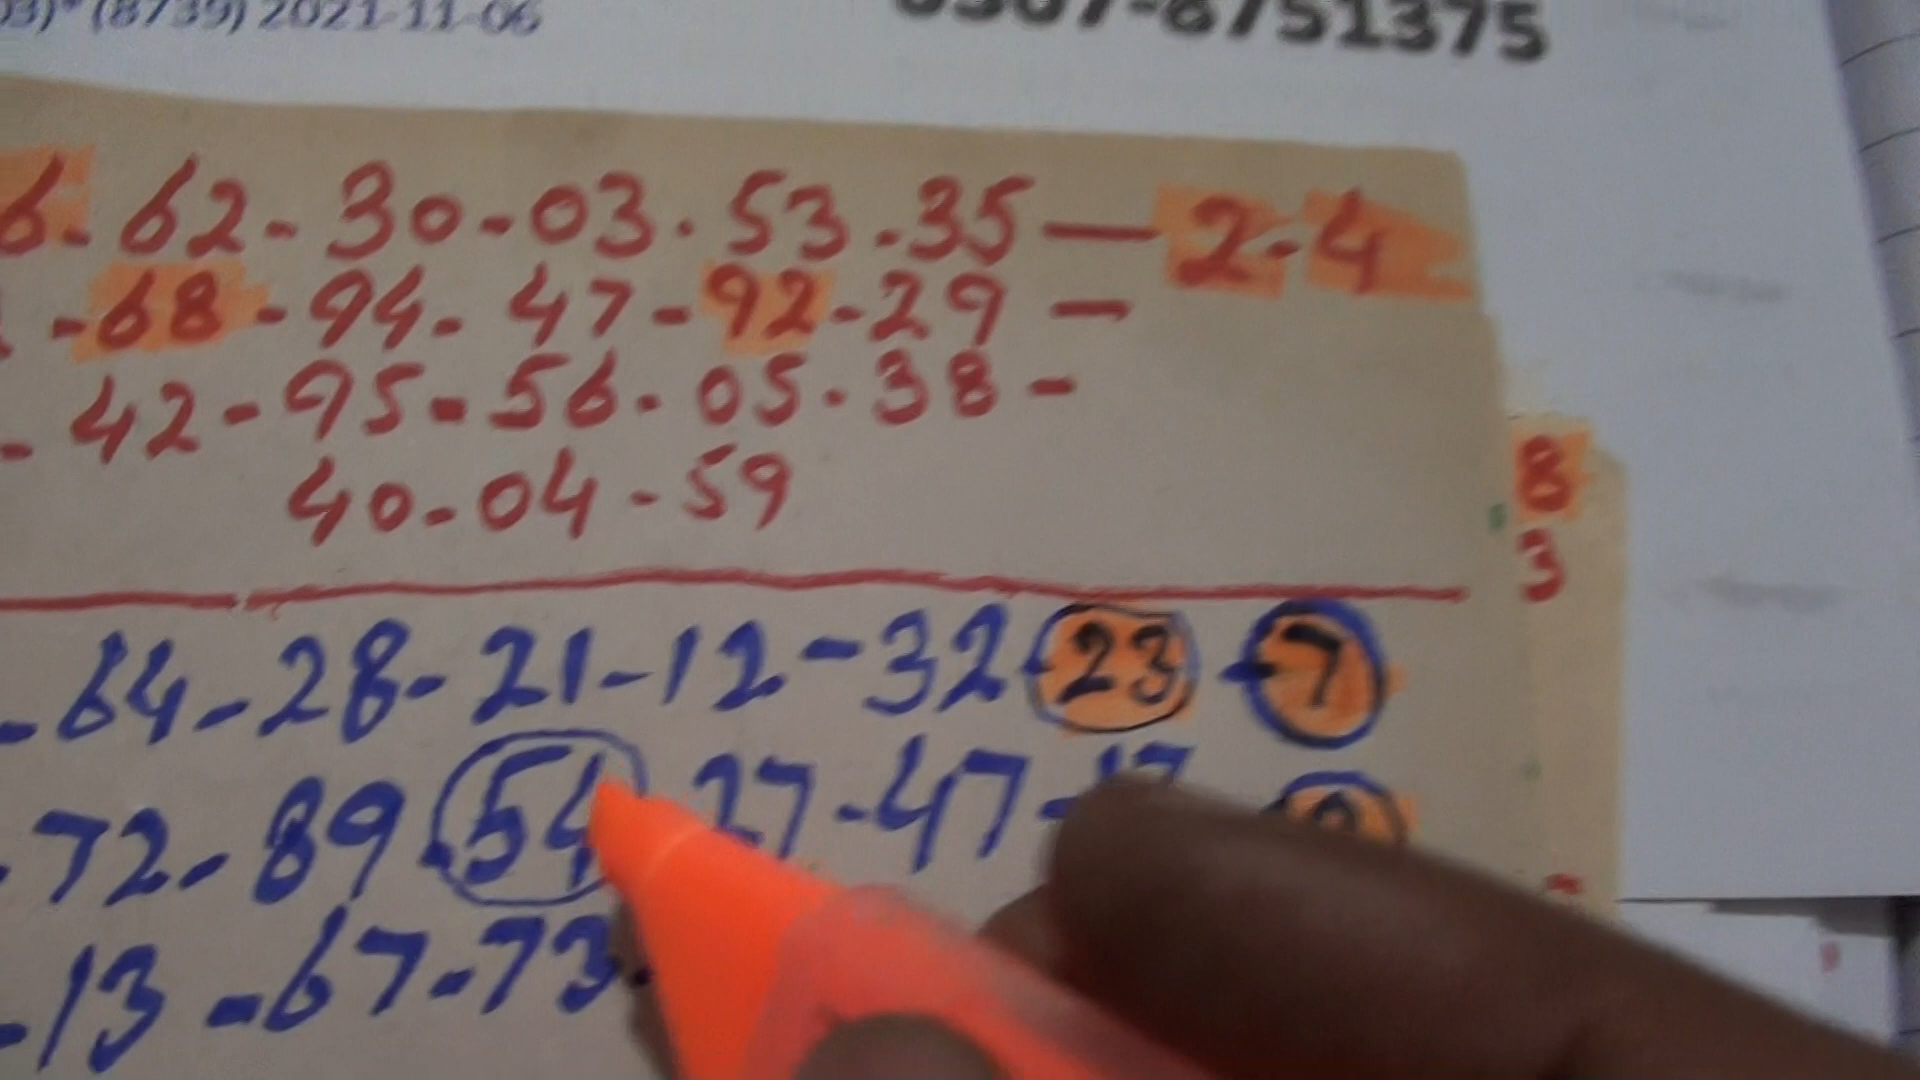 03)* (8739) 2021-11-06
0307-8751375
6. 62 - 30 - 03 . 53 . 35 — 2 - 4
- 68 - 94 - 47 - 92 - 29 -
- 42 - 95 - 56 . 05 . 38 -
40 - 04 - 59
8
3
- 64 - 28 - 21 - 12 - 32 - 23 - 7
. 72 - 89 . 54 27 - 47 -
- 13 - 67 - 73